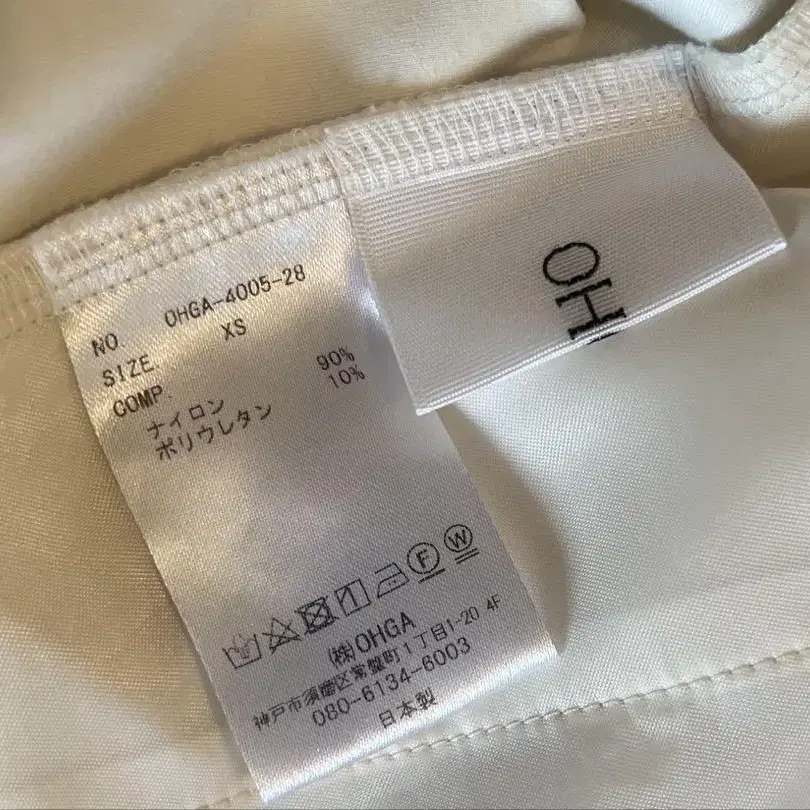 NO. OHGA-4005-28
SIZE XS
COMP.
ナイロン 90%
ポリウレタン 10%
F W
(株)OHGA
神戸市須磨区常盤町1丁目1-20 4F
080-6134-6003
日本製
OH